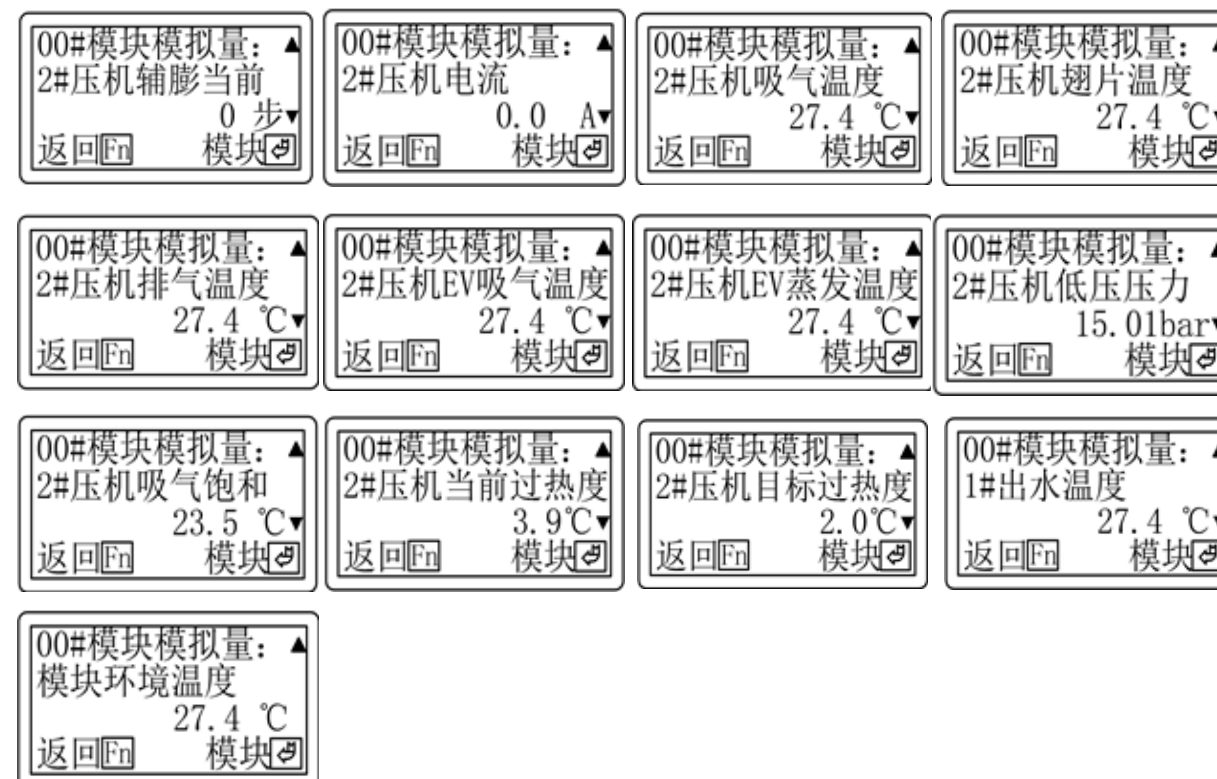 00#模块模拟量: ▲
2#压机辅膨当前
0 步▼
返回Fn 模块
00#模块模拟量: ▲
2#压机电流
0.0 A▼
返回Fn 模块
00#模块模拟量: ▲
2#压机吸气温度
27.4 ℃▼
返回Fn 模块
00#模块模拟量: ▲
2#压机翅片温度
27.4 ℃▼
返回Fn 模块
00#模块模拟量: ▲
2#压机排气温度
27.4 ℃▼
返回Fn 模块
00#模块模拟量: ▲
2#压机EV吸气温度
27.4 ℃▼
返回Fn 模块
00#模块模拟量: ▲
2#压机EV蒸发温度
27.4 ℃▼
返回Fn 模块
00#模块模拟量: ▲
2#压机低压压力
15.01bar▼
返回Fn 模块
00#模块模拟量: ▲
2#压机吸气饱和
23.5 ℃▼
返回Fn 模块
00#模块模拟量: ▲
2#压机当前过热度
3.9℃▼
返回Fn 模块
00#模块模拟量: ▲
2#压机目标过热度
2.0℃▼
返回Fn 模块
00#模块模拟量: ▲
1#出水温度
27.4 ℃▼
返回Fn 模块
00#模块模拟量: ▲
模块环境温度
27.4 ℃
返回Fn 模块